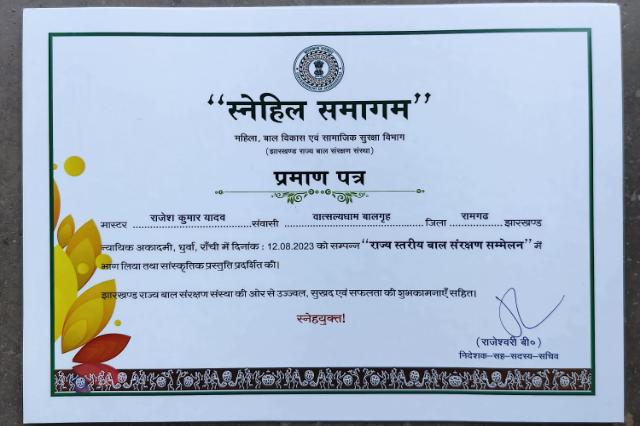 “स्नेहिल समागम”
महिला, बाल विकास एवं सामाजिक सुरक्षा विभाग
(झारखण्ड राज्य बाल संरक्षण संस्था)
प्रमाण पत्र
मास्टर राजेश कुमार यादव संवासी वात्सल्यधाम बालगृह जिला रामगढ झारखण्ड
न्यायिक अकादमी, धुर्वा, राँची में दिनांक : 12.08.2023 को सम्पन्न “राज्य स्तरीय बाल संरक्षण सम्मेलन” में
भाग लिया तथा सांस्कृतिक प्रस्तुति प्रदर्शित की।
झारखण्ड राज्य बाल संरक्षण संस्था की ओर से उज्ज्वल, सुखद एवं सफलता की शुभकामनाएँ सहित।
स्नेहयुक्त!
(राजेश्वरी बी०)
निदेशक-सह-सदस्य-सचिव